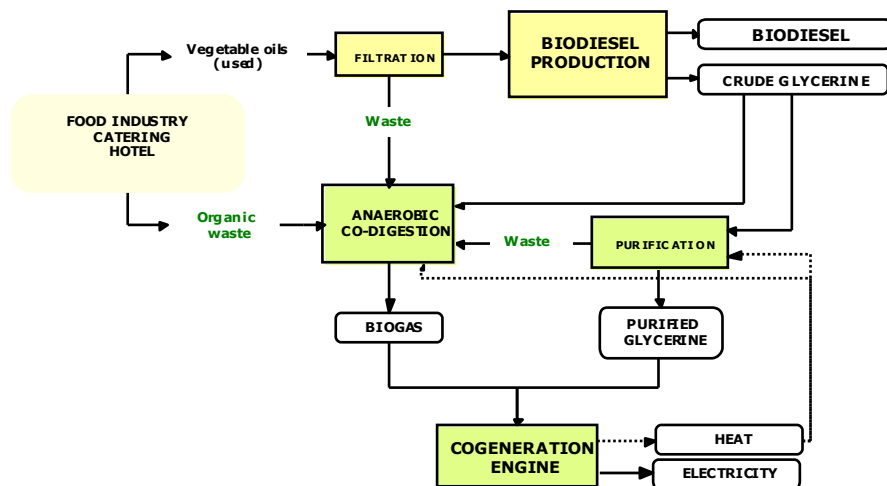 Vegetable oils
(used)
FILTRATION
BIODIESEL
PRODUCTION
BIODIESEL
CRUDE GLYCERINE
FOOD INDUSTRY
CATERING
HOTEL
Waste
Organic
waste
ANAEROBIC
CO-DIGESTION
Waste
PURIFICATION
BIOGAS
PURIFIED
GLYCERINE
COGENERATION
ENGINE
HEAT
ELECTRICITY